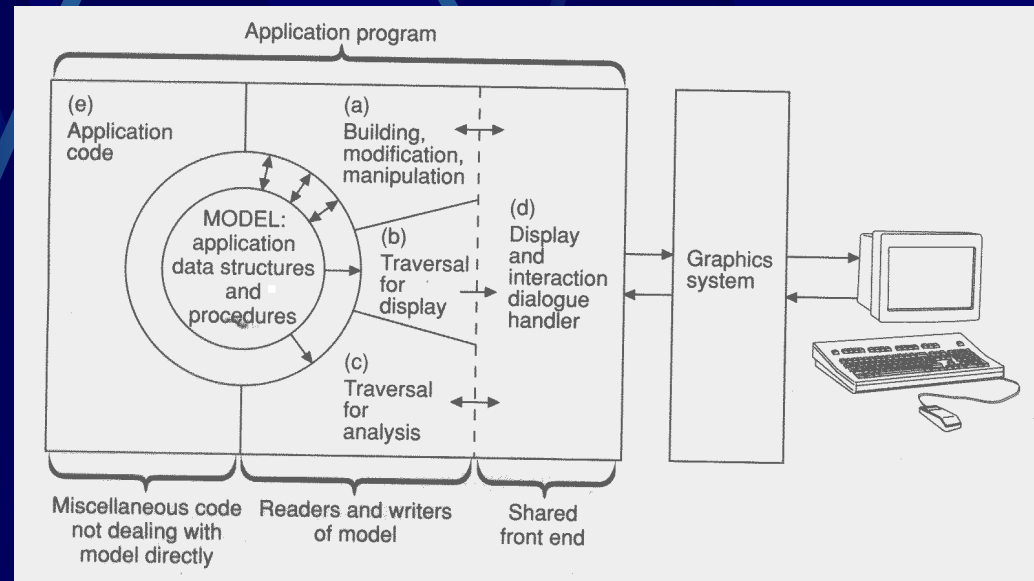 Application program
(e)
Application
code
(a)
Building,
modification,
manipulation
MODEL:
application
data structures
and
procedures
(b)
Traversal
for
display
(c)
Traversal
for
analysis
(d)
Display
and
interaction
dialogue
handler
Graphics
system
Miscellaneous code
not dealing with
model directly
Readers and writers
of model
Shared
front end